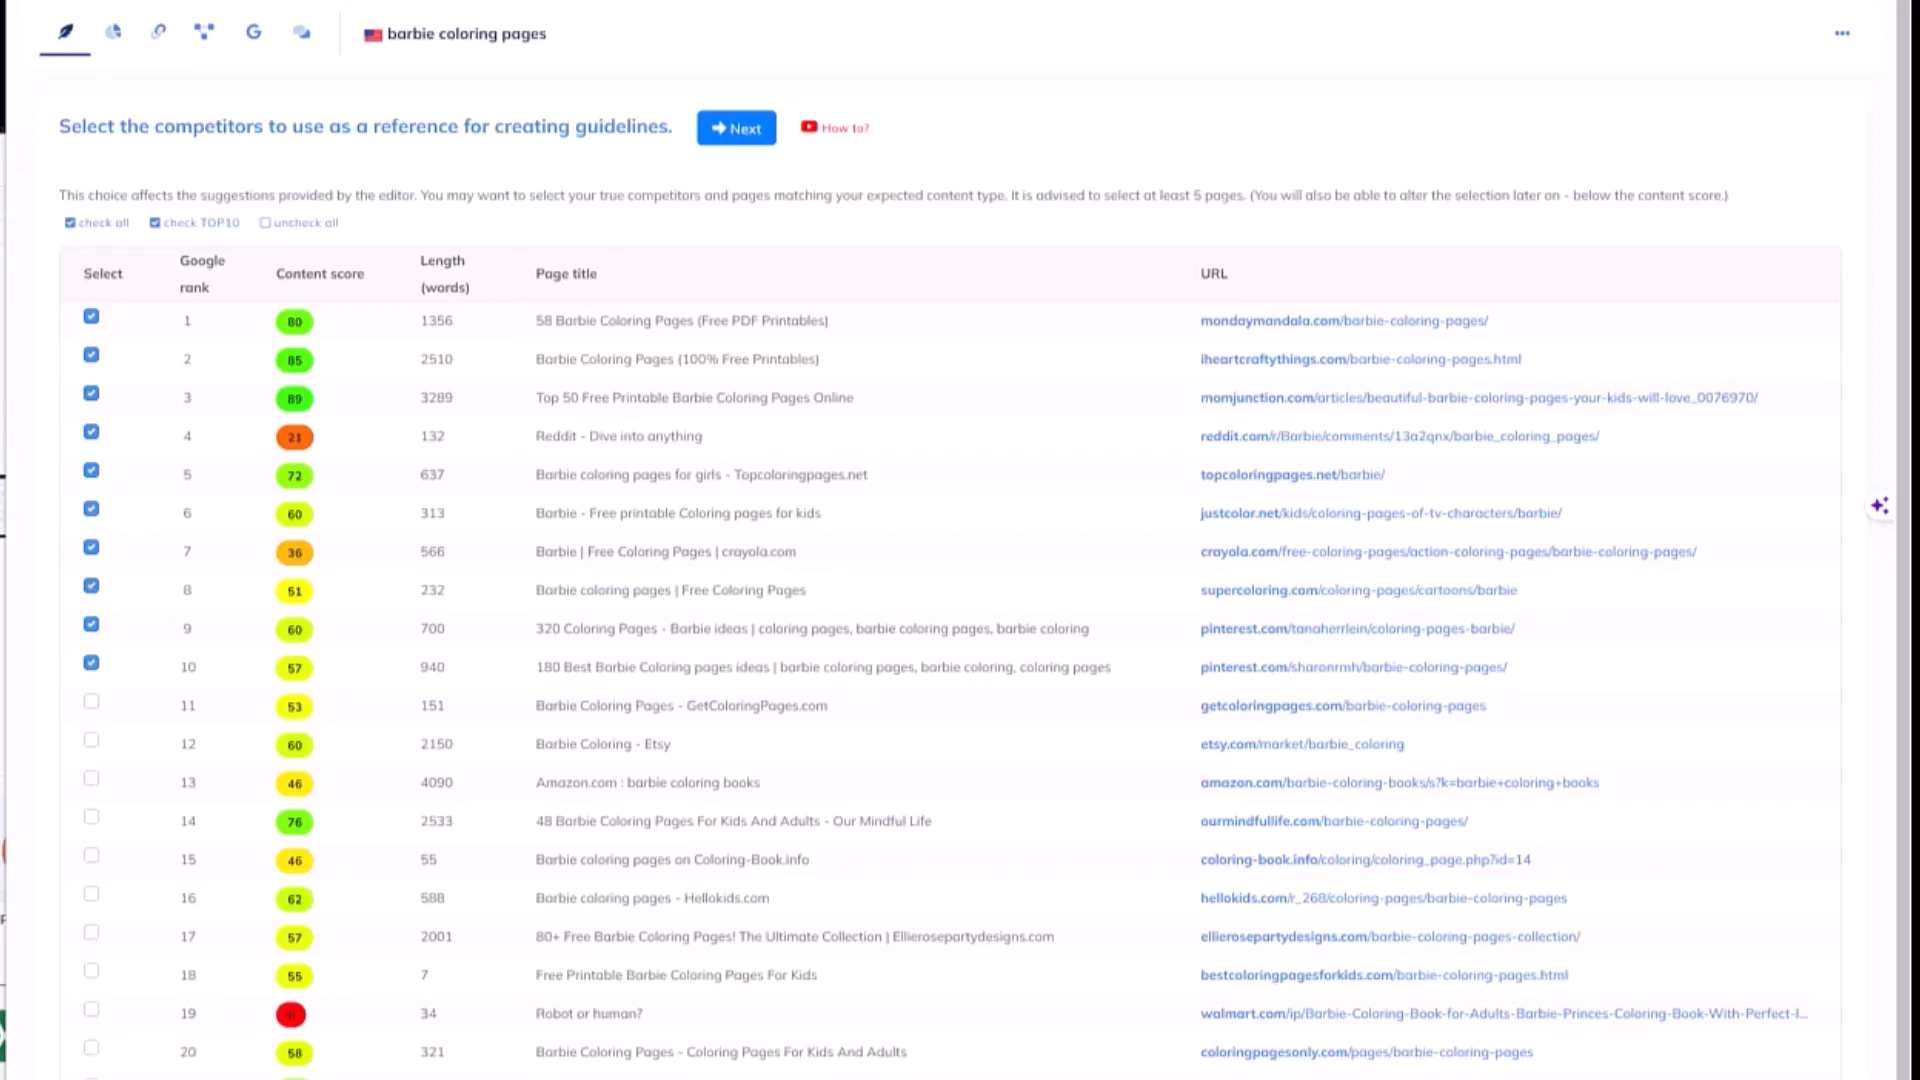 barbie coloring pages
Select the competitors to use as a reference for creating guidelines. Next How to?
This choice affects the suggestions provided by the editor. You may want to select your true competitors and pages matching your expected content type. It is advised to select at least 5 pages. (You will also be able to alter the selection later on - below the content score.)
check all check TOP10 uncheck all
Select Google rank Content score Length (words) Page title URL
1 80 1356 58 Barbie Coloring Pages (Free PDF Printables) mondaymandala.com/barbie-coloring-pages/
2 85 2510 Barbie Coloring Pages (100% Free Printables) iheartcraftythings.com/barbie-coloring-pages.html
3 89 3289 Top 50 Free Printable Barbie Coloring Pages Online momjunction.com/articles/beautiful-barbie-coloring-pages-your-kids-will-love_0076970/
4 21 132 Reddit - Dive into anything reddit.com/r/Barbie/comments/13a2qnx/barbie_coloring_pages/
5 72 637 Barbie coloring pages for girls - Topcoloringpages.net topcoloringpages.net/barbie/
6 60 313 Barbie - Free printable Coloring pages for kids justcolor.net/kids/coloring-pages-of-tv-characters/barbie/
7 36 566 Barbie | Free Coloring Pages | crayola.com crayola.com/free-coloring-pages/action-coloring-pages/barbie-coloring-pages/
8 51 232 Barbie coloring pages | Free Coloring Pages supercoloring.com/coloring-pages/cartoons/barbie
9 60 700 320 Coloring Pages - Barbie ideas | coloring pages, barbie coloring pages, barbie coloring pinterest.com/tanaherrlein/coloring-pages-barbie/
10 57 940 180 Best Barbie Coloring pages ideas | barbie coloring pages, barbie coloring, coloring pages pinterest.com/sharonrmh/barbie-coloring-pages/
11 53 151 Barbie Coloring Pages - GetColoringPages.com getcoloringpages.com/barbie-coloring-pages
12 60 2150 Barbie Coloring - Etsy etsy.com/market/barbie_coloring
13 46 4090 Amazon.com : barbie coloring books amazon.com/barbie-coloring-books/s?k=barbie+coloring+books
14 76 2533 48 Barbie Coloring Pages For Kids And Adults - Our Mindful Life ourmindfullife.com/barbie-coloring-pages/
15 46 55 Barbie coloring pages on Coloring-Book.info coloring-book.info/coloring/coloring_page.php?id=14
16 62 588 Barbie coloring pages - Hellokids.com hellokids.com/r_268/coloring-pages/barbie-coloring-pages
17 57 2001 80+ Free Barbie Coloring Pages! The Ultimate Collection | Ellierosepartydesigns.com ellierosepartydesigns.com/barbie-coloring-pages-collection/
18 55 7 Free Printable Barbie Coloring Pages For Kids bestcoloringpagesforkids.com/barbie-coloring-pages.html
19 34 Robot or human? walmart.com/ip/Barbie-Coloring-Book-for-Adults-Barbie-Princes-Coloring-Book-With-Perfect-I...
20 58 321 Barbie Coloring Pages - Coloring Pages For Kids And Adults coloringpagesonly.com/pages/barbie-coloring-pages